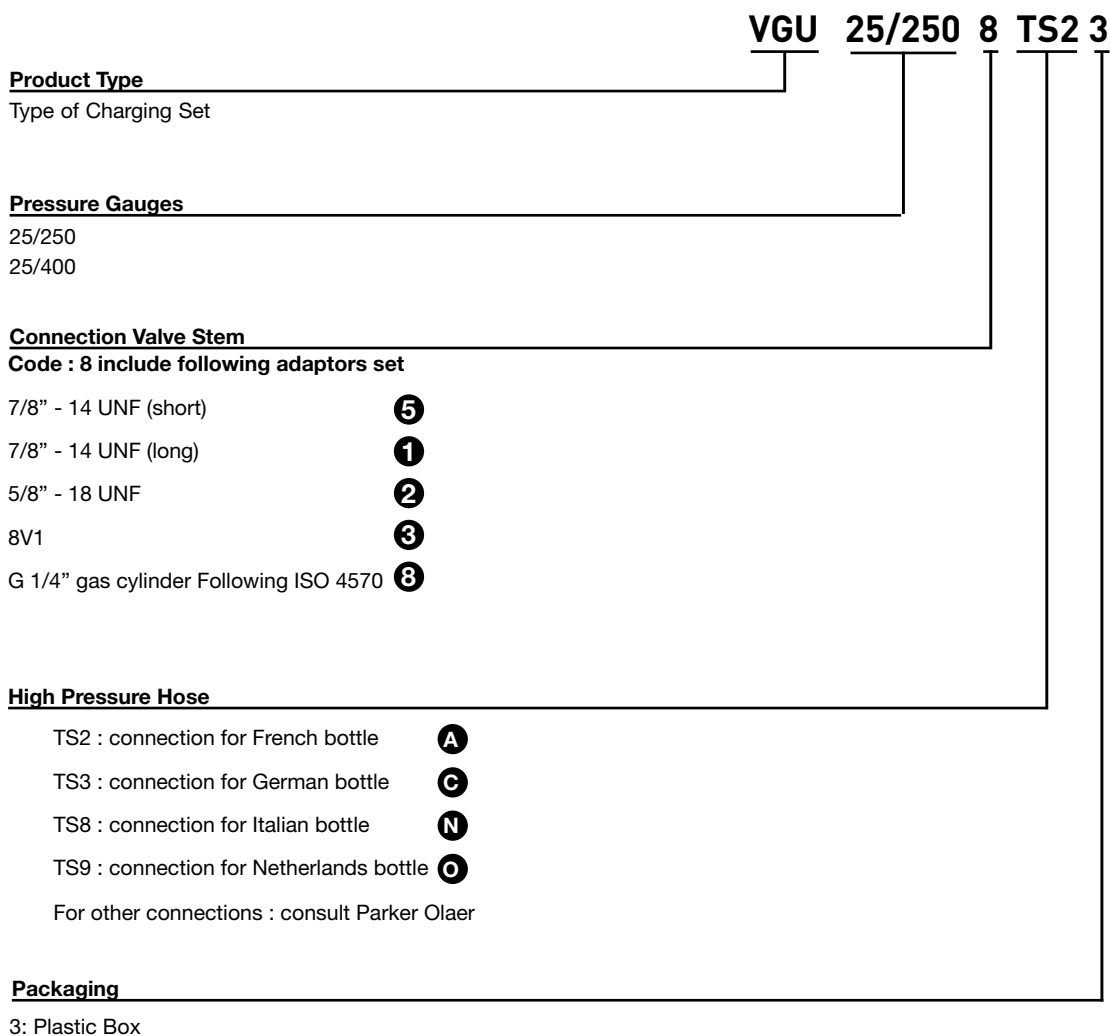 VGU 25/250 8 TS2 3
Product Type
Type of Charging Set
Pressure Gauges
25/250
25/400
Connection Valve Stem
Code : 8 include following adaptors set
7/8” - 14 UNF (short) 5
7/8” - 14 UNF (long) 1
5/8” - 18 UNF 2
8V1 3
G 1/4” gas cylinder Following ISO 4570 8
High Pressure Hose
TS2 : connection for French bottle A
TS3 : connection for German bottle C
TS8 : connection for Italian bottle N
TS9 : connection for Netherlands bottle O
For other connections : consult Parker Olaer
Packaging
3: Plastic Box